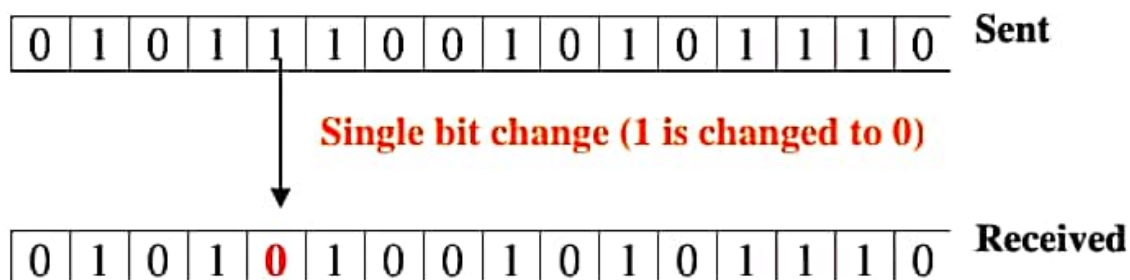 0 1 0 1 1 1 0 0 1 0 1 0 1 1 1 0 Sent
Single bit change (1 is changed to 0)
0 1 0 1 0 1 0 0 1 0 1 0 1 1 1 0 Received